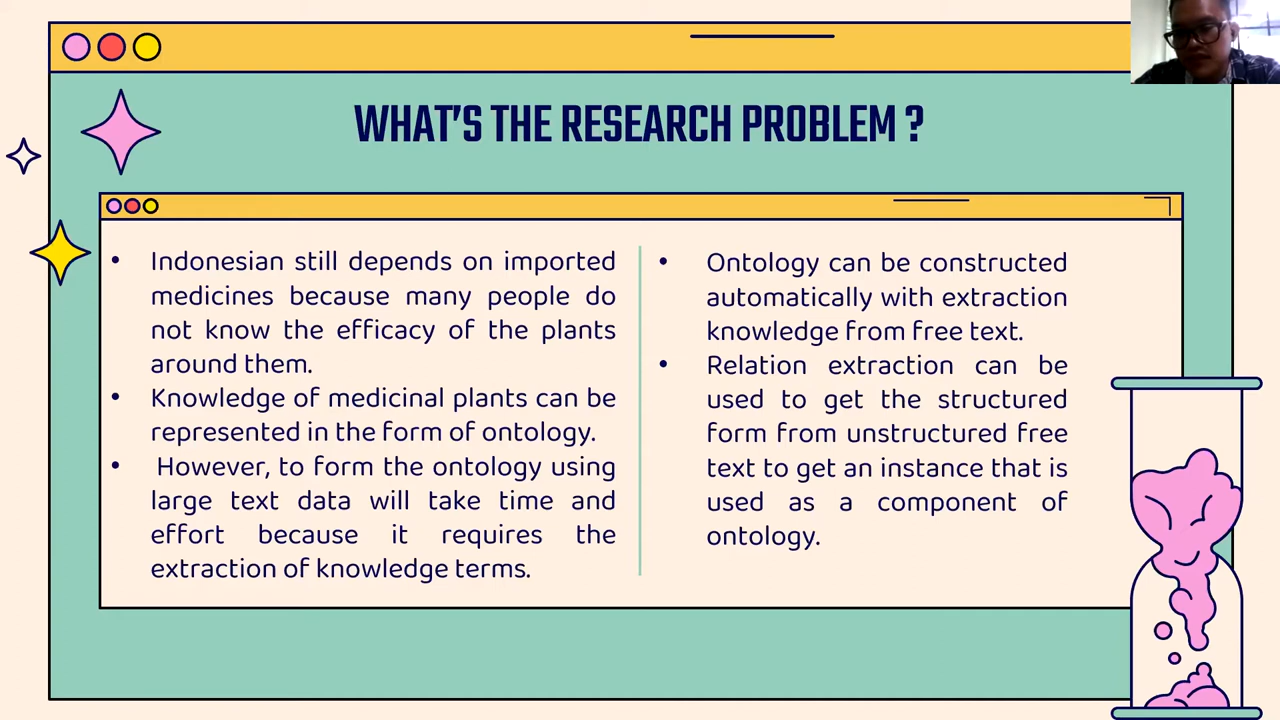 WHAT'S THE RESEARCH PROBLEM ?
• Indonesian still depends on imported
medicines because many people do
not know the efficacy of the plants
around them.
• Knowledge of medicinal plants can be
represented in the form of ontology.
• However, to form the ontology using
large text data will take time and
effort because it requires the
extraction of knowledge terms.
• Ontology can be constructed
automatically with extraction
knowledge from free text.
• Relation extraction can be
used to get the structured
form from unstructured free
text to get an instance that is
used as a component of
ontology.